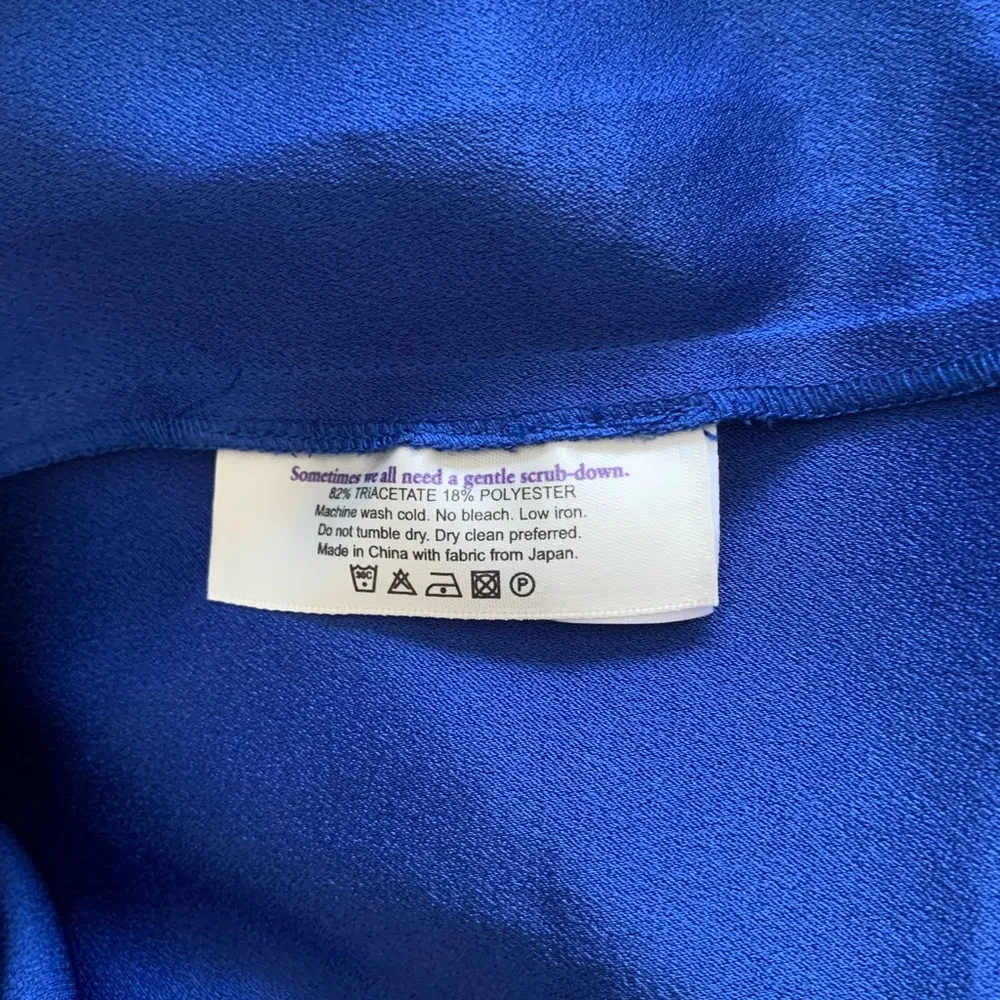 Sometimes we all need a gentle scrub-down.
82% TRIACETATE 18% POLYESTER
Machine wash cold. No bleach. Low iron.
Do not tumble dry. Dry clean preferred.
Made in China with fabric from Japan.
30C P